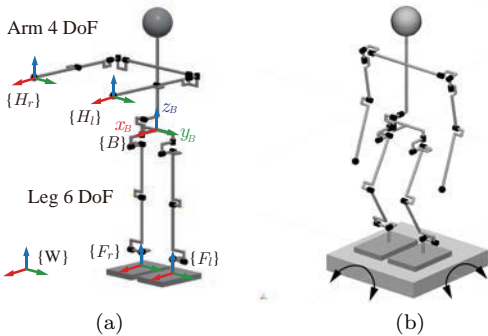 Arm 4 DoF
{H_r}
{H_l}
z_B
x_B
y_B
{B}
Leg 6 DoF
{W}
{F_r}
{F_l}
(a)
(b)